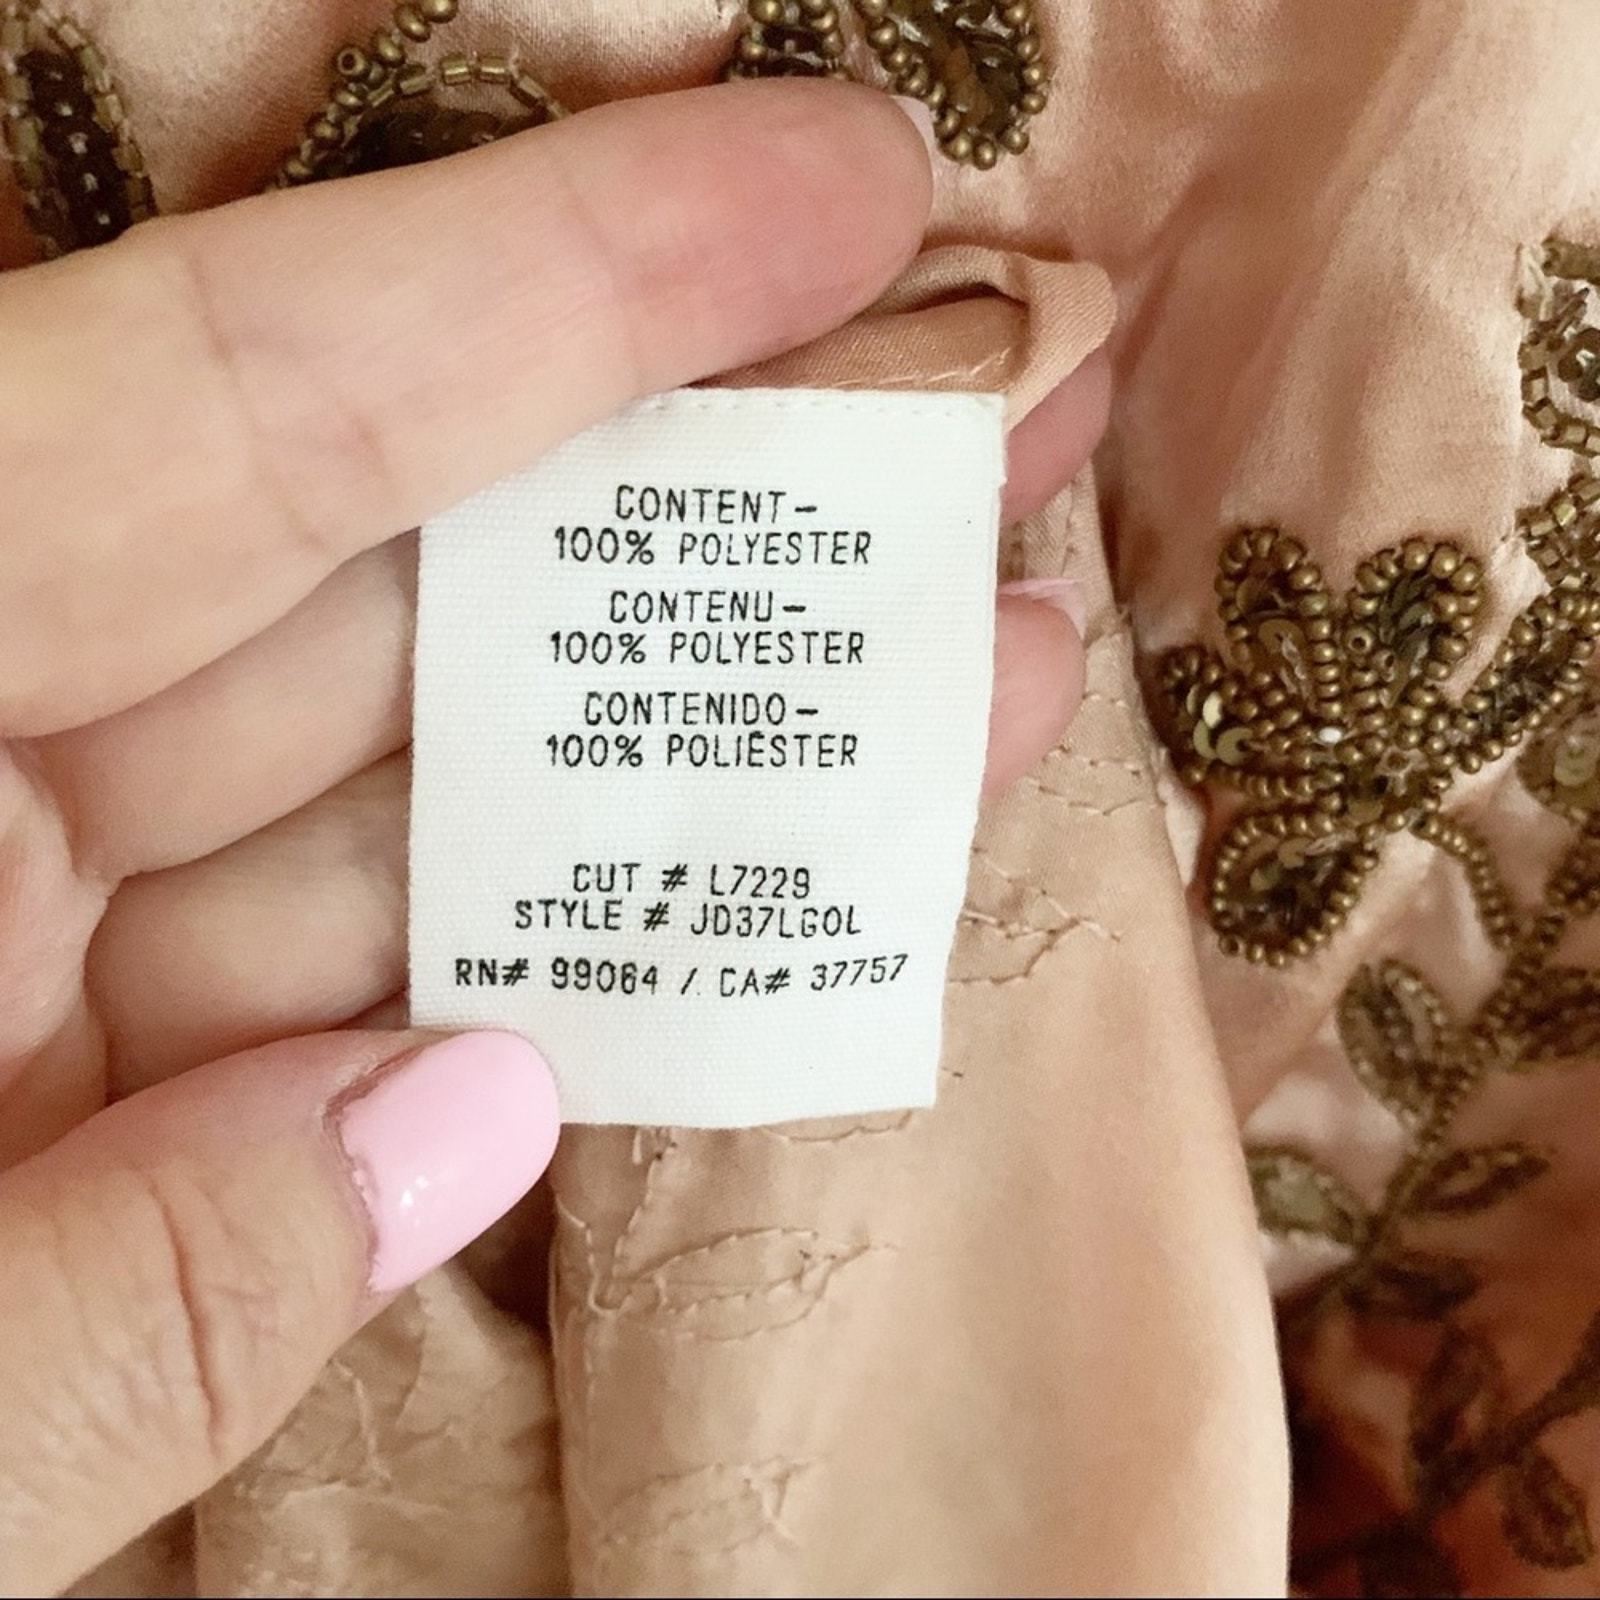 CONTENT-
100% POLYESTER
CONTENU-
100% POLYESTER
CONTENIDO-
100% POLIÉSTER
CUT # L7229
STYLE # JD37LGOL
RN# 99064 / CA# 37757